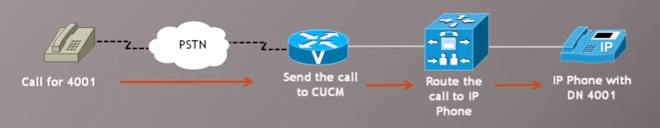 PSTN
V
IP
Call for 4001
Send the call
to CUCM
Route the
call to IP
Phone
IP Phone with
DN 4001